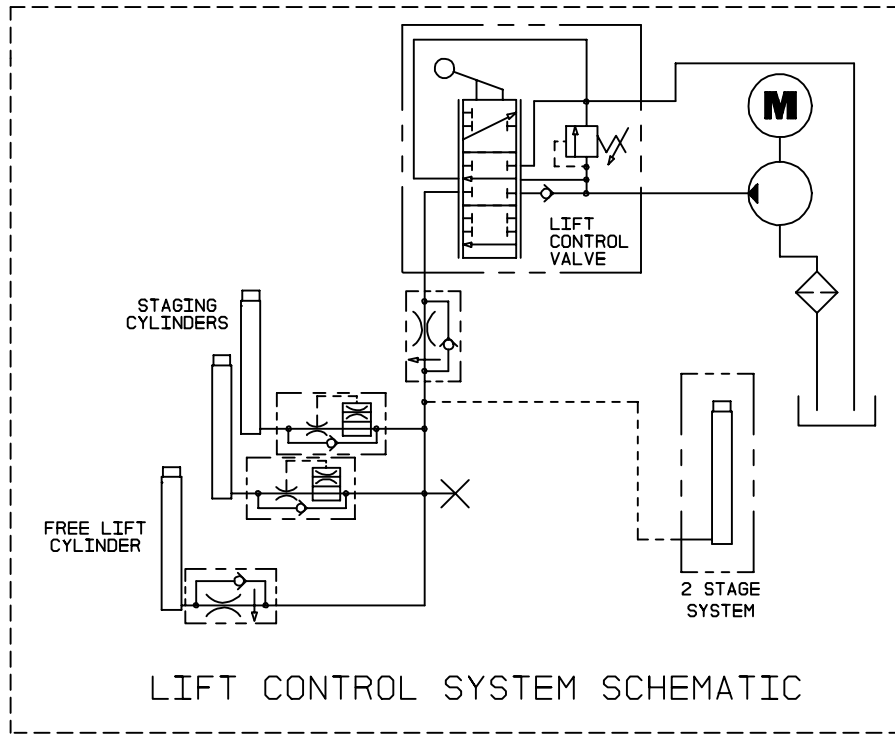 M
LIFT
CONTROL
VALVE
STAGING
CYLINDERS
FREE LIFT
CYLINDER
2 STAGE
SYSTEM
LIFT CONTROL SYSTEM SCHEMATIC